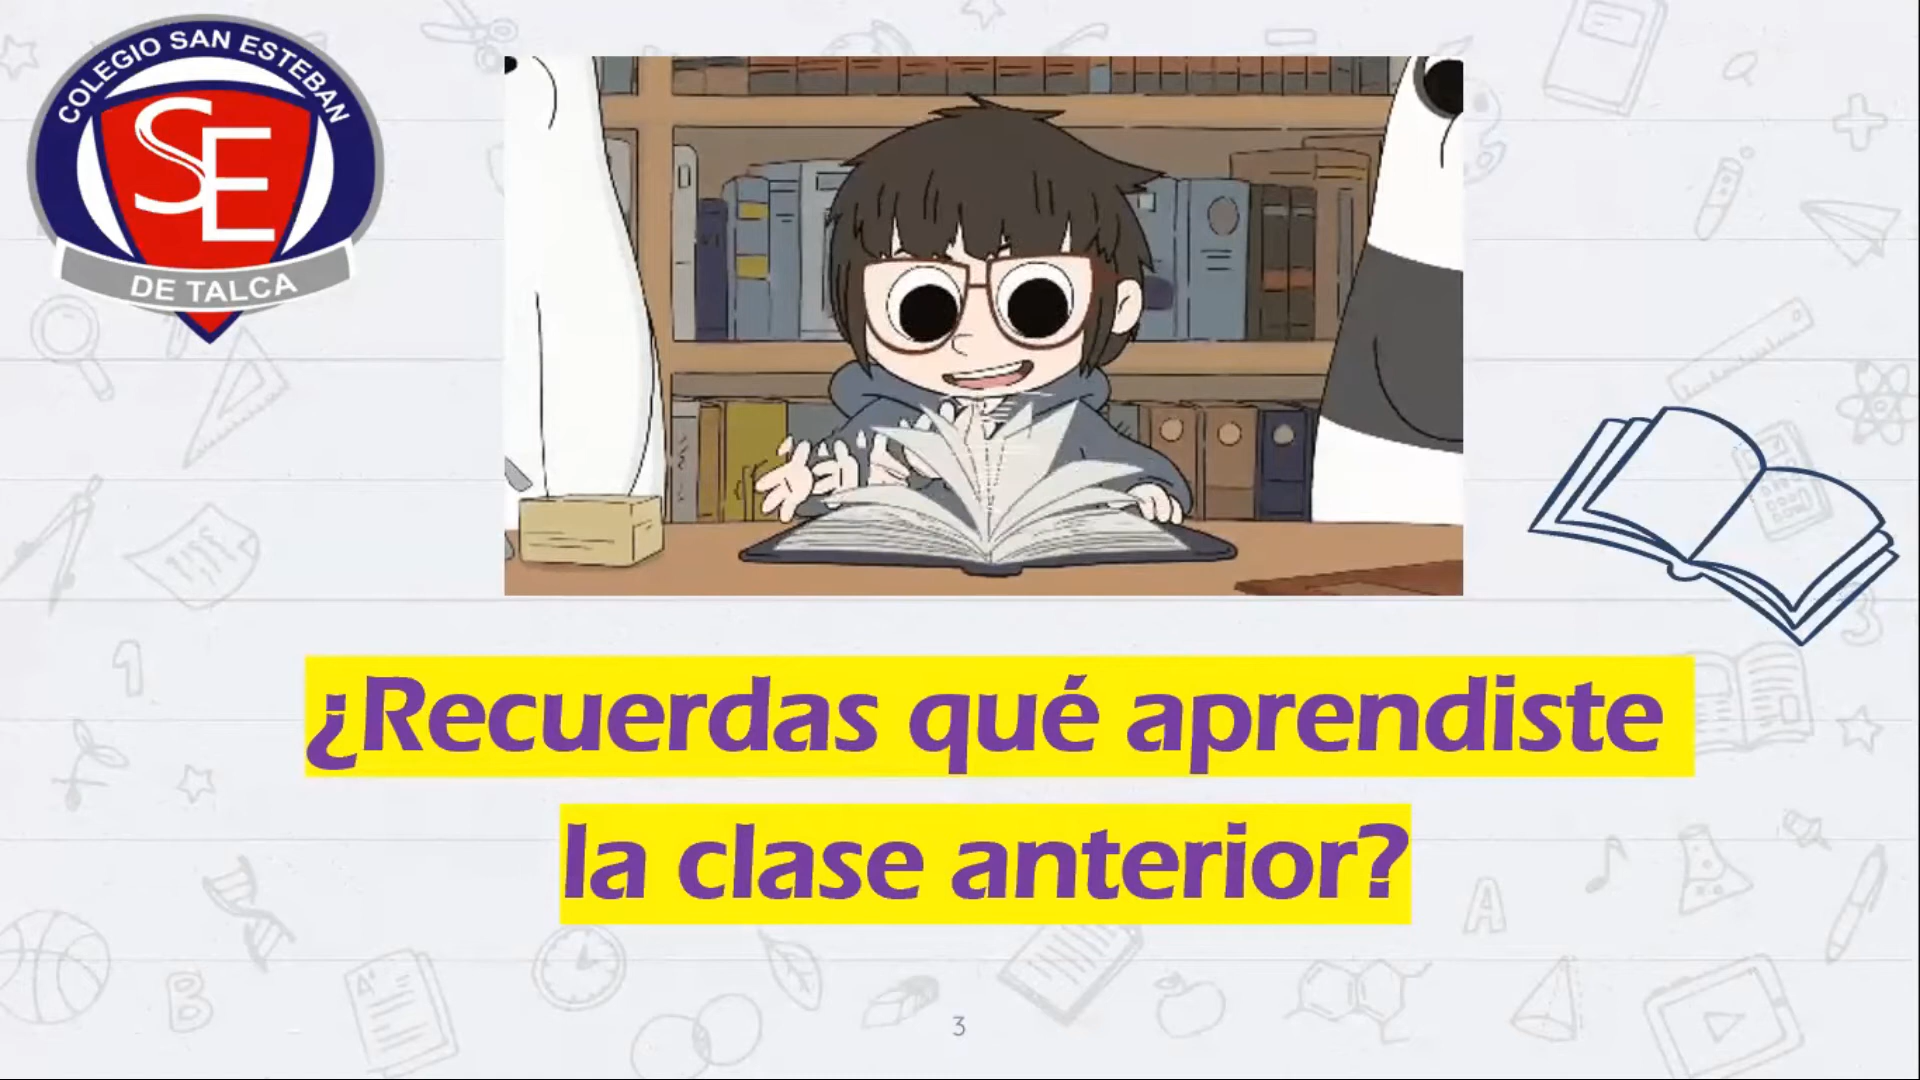 COLEGIO SAN ESTEBAN
SE
DE TALCA
¿Recuerdas qué aprendiste
la clase anterior?
3